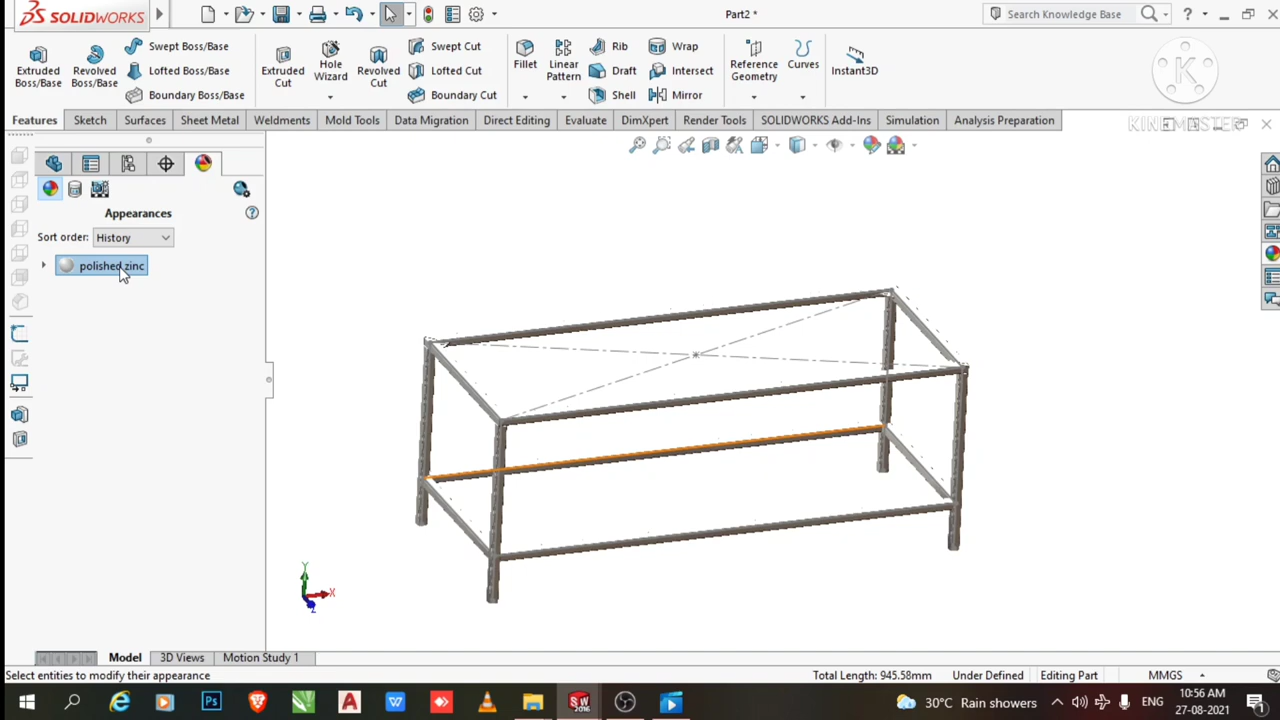 SOLIDWORKS
Part2 *
Search Knowledge Base
Extruded Boss/Base
Revolved Boss/Base
Swept Boss/Base
Lofted Boss/Base
Boundary Boss/Base
Extruded Cut
Hole Wizard
Revolved Cut
Swept Cut
Lofted Cut
Boundary Cut
Fillet
Linear Pattern
Rib
Draft
Shell
Wrap
Intersect
Mirror
Reference Geometry
Curves
Instant3D
Features Sketch Surfaces Sheet Metal Weldments Mold Tools Data Migration Direct Editing Evaluate DimXpert Render Tools SOLIDWORKS Add-Ins Simulation Analysis Preparation
K
KINEMASTER
Appearances
Sort order: History
polished zinc
Y
X
Z
Model 3D Views Motion Study 1
Select entities to modify their appearance Total Length: 945.58mm Under Defined Editing Part MMGS
Ps A W SW 2016 30°C Rain showers ENG 10:56 AM
27-08-2021 1